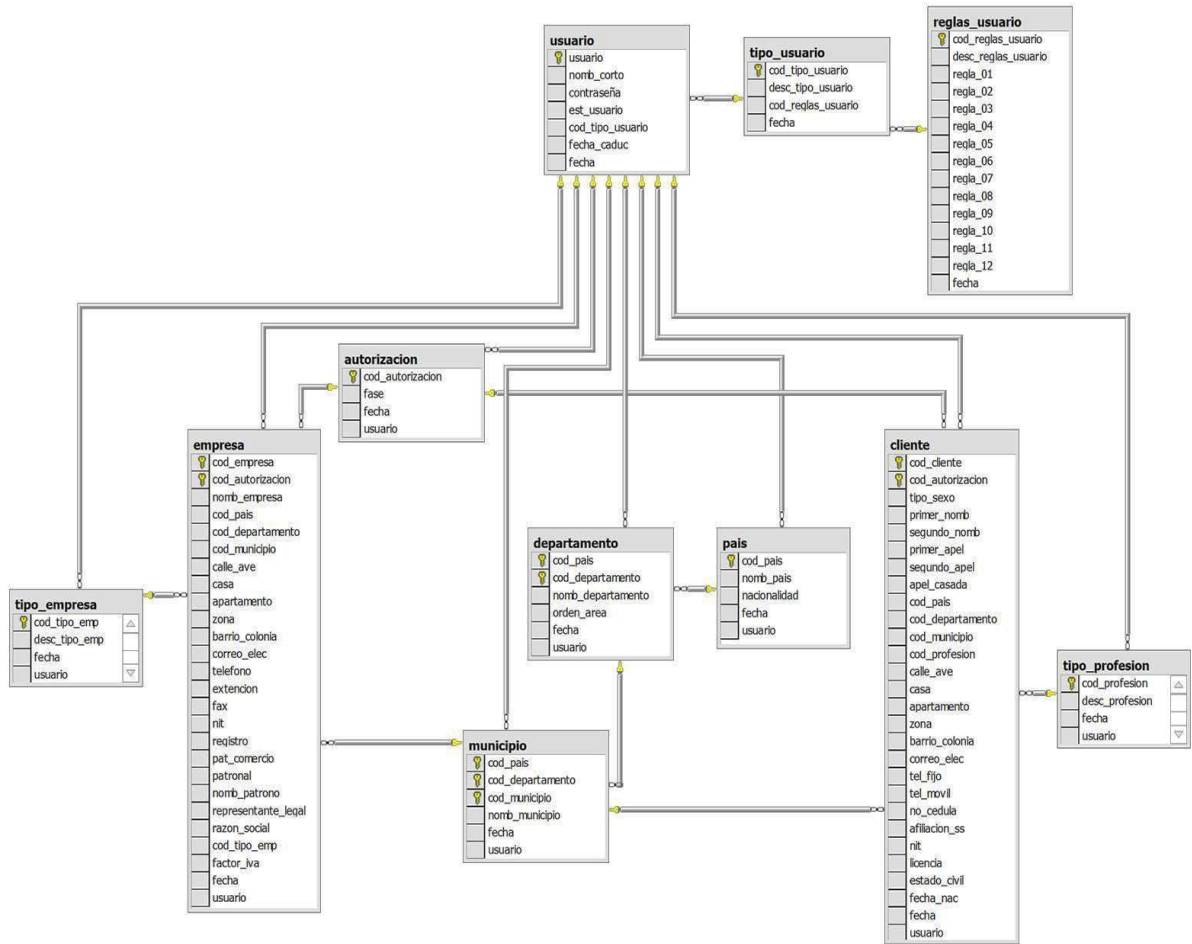 usuario
usuario
nomb_corto
contraseña
est_usuario
cod_tipo_usuario
fecha_caduc
fecha
tipo_usuario
cod_tipo_usuario
desc_tipo_usuario
cod_reglas_usuario
fecha
reglas_usuario
cod_reglas_usuario
desc_reglas_usuario
regla_01
regla_02
regla_03
regla_04
regla_05
regla_06
regla_07
regla_08
regla_09
regla_10
regla_11
regla_12
fecha
autorizacion
cod_autorizacion
fase
fecha
usuario
empresa
cod_empresa
cod_autorizacion
nomb_empresa
cod_pais
cod_departamento
cod_municipio
calle_ave
casa
apartamento
zona
barrio_colonia
correo_elec
telefono
extencion
fax
nit
registro
pat_comercio
patronal
nomb_patrono
representante_legal
razon_social
cod_tipo_emp
factor_iva
fecha
usuario
cliente
cod_cliente
cod_autorizacion
tipo_sexo
primer_nomb
segundo_nomb
primer_apel
segundo_apel
apel_casada
cod_pais
cod_departamento
cod_municipio
cod_profesion
calle_ave
casa
apartamento
zona
barrio_colonia
correo_elec
tel_fijo
tel_movil
no_cedula
afiliacion_ss
nit
licencia
estado_civil
fecha_nac
fecha
usuario
departamento
cod_pais
cod_departamento
nomb_departamento
orden_area
fecha
usuario
pais
cod_pais
nomb_pais
nacionalidad
fecha
usuario
tipo_empresa
cod_tipo_emp
desc_tipo_emp
fecha
usuario
tipo_profesion
cod_profesion
desc_profesion
fecha
usuario
municipio
cod_pais
cod_departamento
cod_municipio
nomb_municipio
fecha
usuario